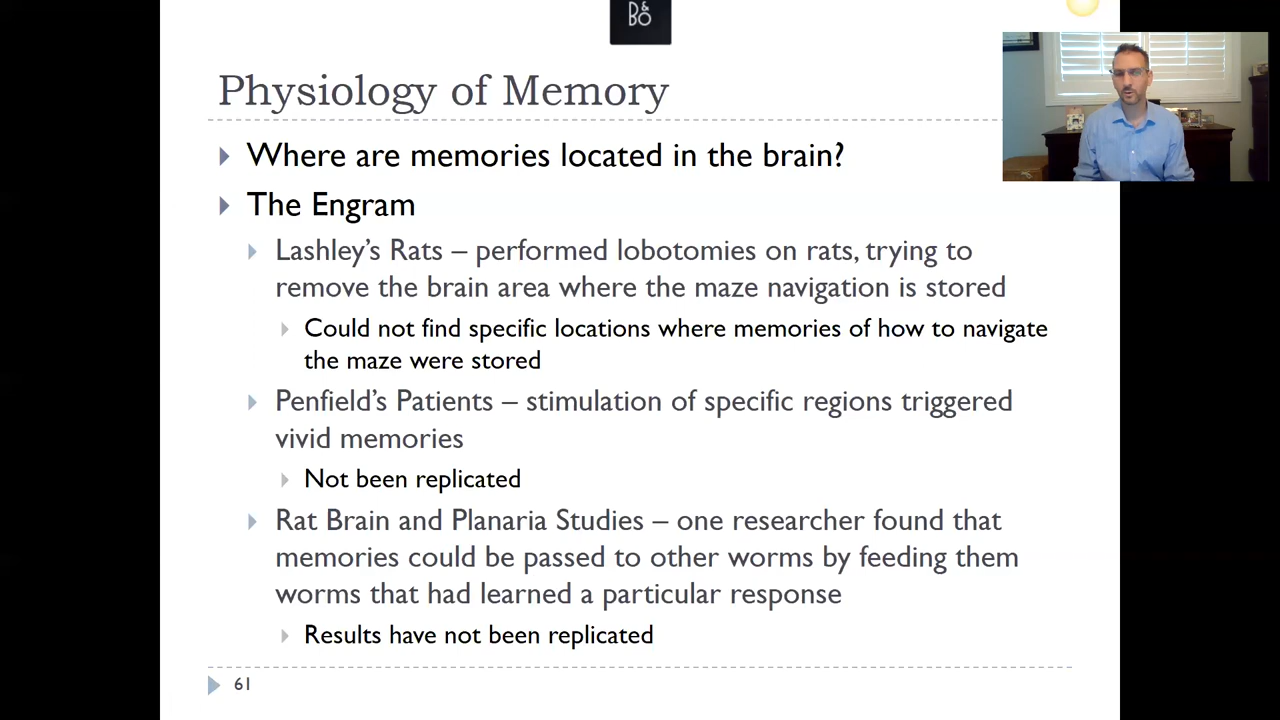 B&
BO
Physiology of Memory
Where are memories located in the brain?
The Engram
Lashley's Rats – performed lobotomies on rats, trying to
remove the brain area where the maze navigation is stored
Could not find specific locations where memories of how to navigate
the maze were stored
Penfield's Patients – stimulation of specific regions triggered
vivid memories
Not been replicated
Rat Brain and Planaria Studies – one researcher found that
memories could be passed to other worms by feeding them
worms that had learned a particular response
Results have not been replicated
61